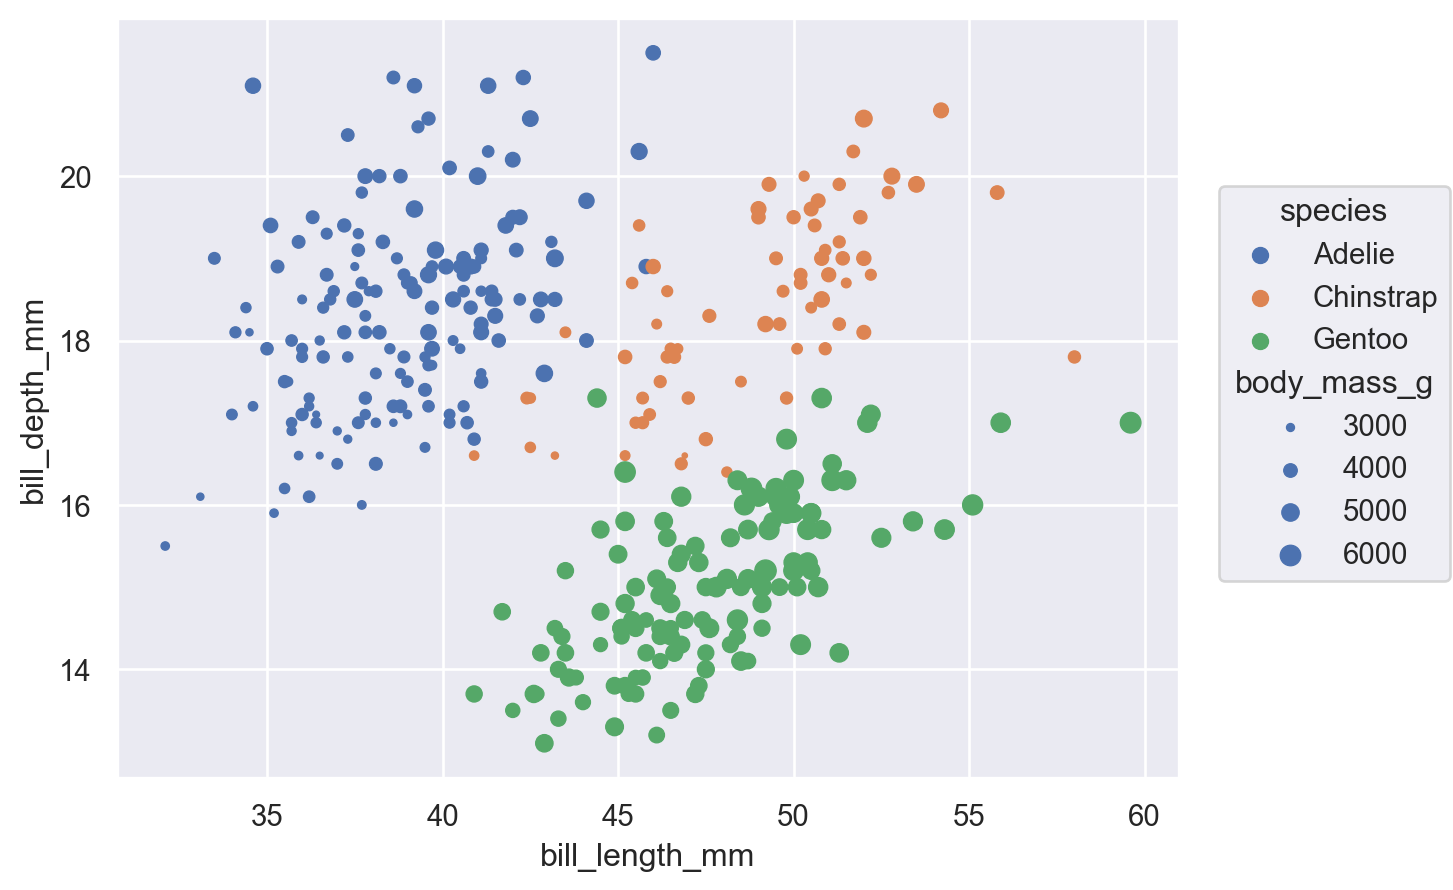 bill_depth_mm
20
18
16
14
35 40 45 50 55 60
bill_length_mm
species
Adelie
Chinstrap
Gentoo
body_mass_g
3000
4000
5000
6000